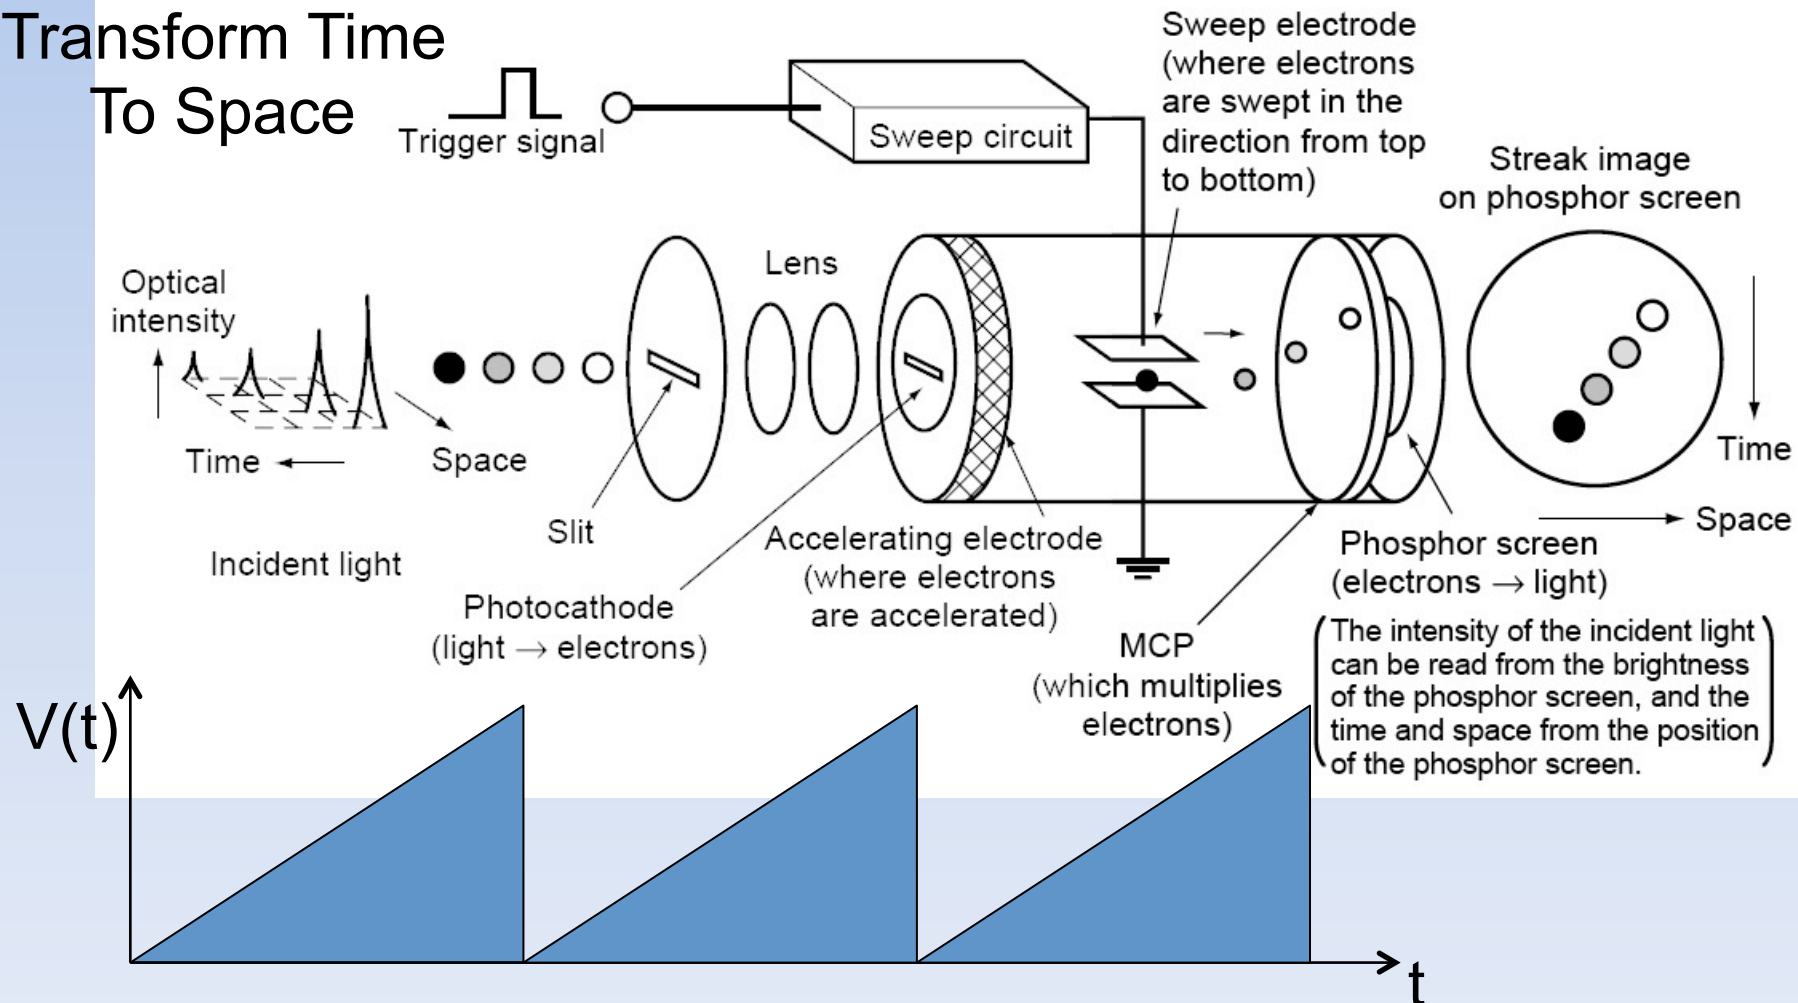 Transform Time
To Space
Trigger signal
Sweep circuit
Sweep electrode
(where electrons
are swept in the
direction from top
to bottom)
Streak image
on phosphor screen
Optical
intensity
Lens
Time
Space
Slit
Incident light
Photocathode
(light → electrons)
Accelerating electrode
(where electrons
are accelerated)
MCP
(which multiplies
electrons)
Time
Space
Phosphor screen
(electrons → light)
(The intensity of the incident light
can be read from the brightness
of the phosphor screen, and the
time and space from the position
of the phosphor screen.)
V(t)
t